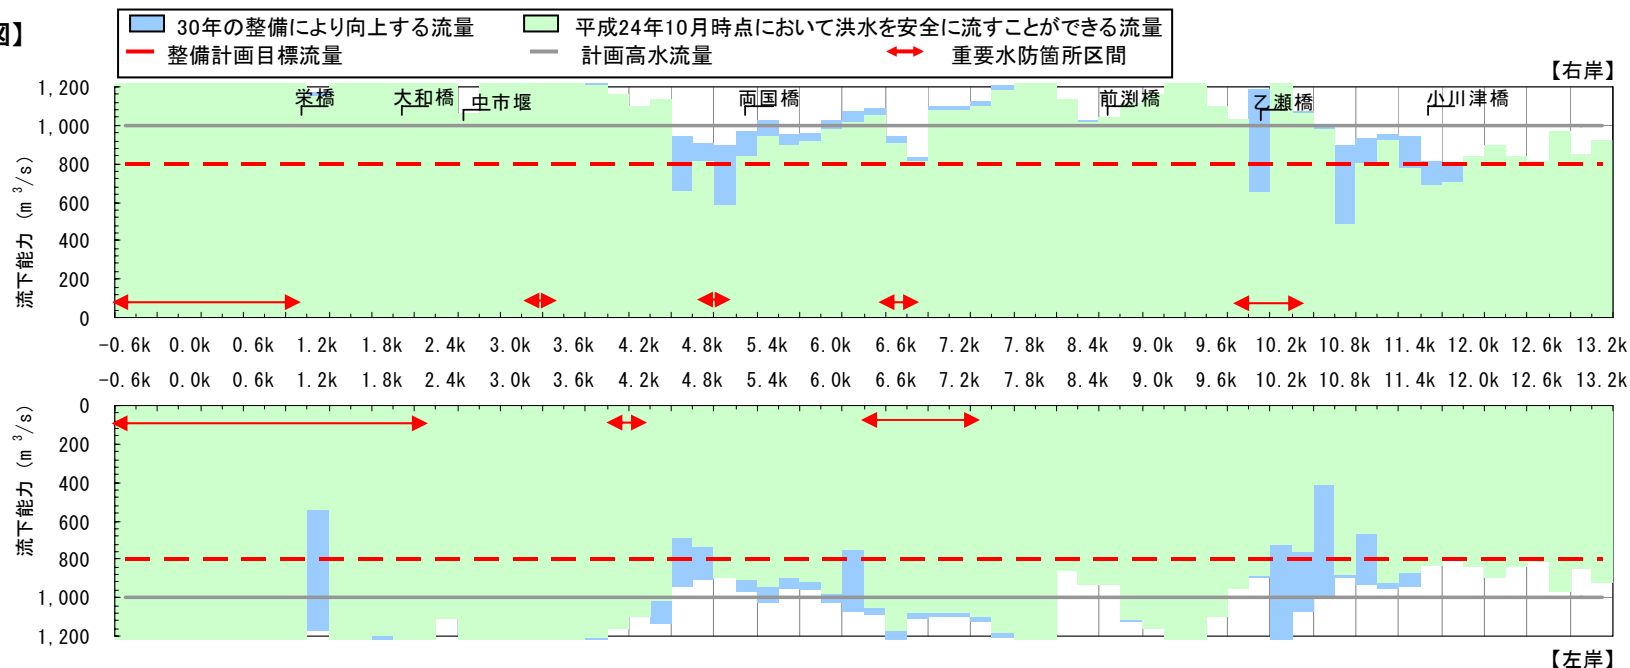 図】
30年の整備により向上する流量 平成24年10月時点において洪水を安全に流すことができる流量
整備計画目標流量 計画高水流量 重要水防箇所区間
【右岸】
流下能力 (m³/s)
1,200
1,000
800
600
400
200
0
栄橋 大和橋 中市堰 両国橋 前渕橋 乙瀬橋 小川津橋
-0.6k 0.0k 0.6k 1.2k 1.8k 2.4k 3.0k 3.6k 4.2k 4.8k 5.4k 6.0k 6.6k 7.2k 7.8k 8.4k 9.0k 9.6k 10.2k 10.8k 11.4k 12.0k 12.6k 13.2k
-0.6k 0.0k 0.6k 1.2k 1.8k 2.4k 3.0k 3.6k 4.2k 4.8k 5.4k 6.0k 6.6k 7.2k 7.8k 8.4k 9.0k 9.6k 10.2k 10.8k 11.4k 12.0k 12.6k 13.2k
流下能力 (m³/s)
0
200
400
600
800
1,000
1,200
【左岸】